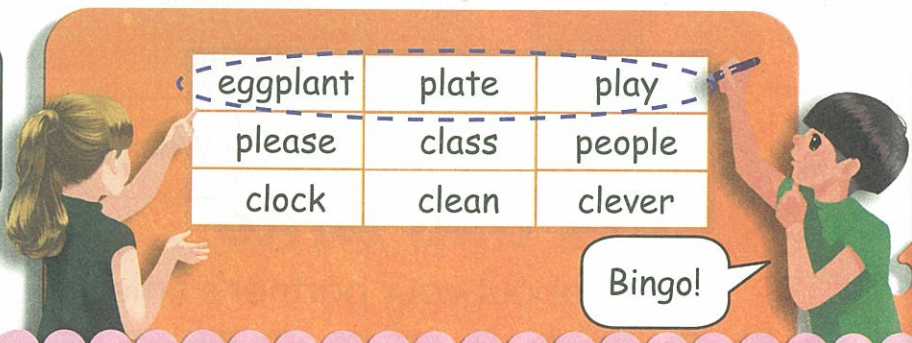 eggplant plate play
please class people
clock clean clever
Bingo!